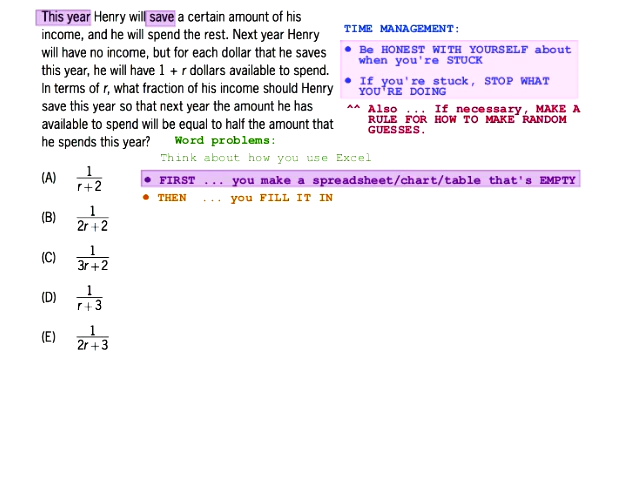 This year Henry will save a certain amount of his
income, and he will spend the rest. Next year Henry
will have no income, but for each dollar that he saves
this year, he will have 1 + r dollars available to spend.
In terms of r, what fraction of his income should Henry
save this year so that next year the amount he has
available to spend will be equal to half the amount that
he spends this year?
TIME MANAGEMENT:
• Be HONEST WITH YOURSELF about
when you're STUCK
• If you're stuck, STOP WHAT
YOU'RE DOING
^^ Also ... If necessary, MAKE A
RULE FOR HOW TO MAKE RANDOM
GUESSES.
Word problems:
Think about how you use Excel
• FIRST ... you make a spreadsheet/chart/table that's EMPTY
• THEN ... you FILL IT IN
(A) 1
r + 2
(B) 1
2r + 2
(C) 1
3r + 2
(D) 1
r + 3
(E) 1
2r + 3